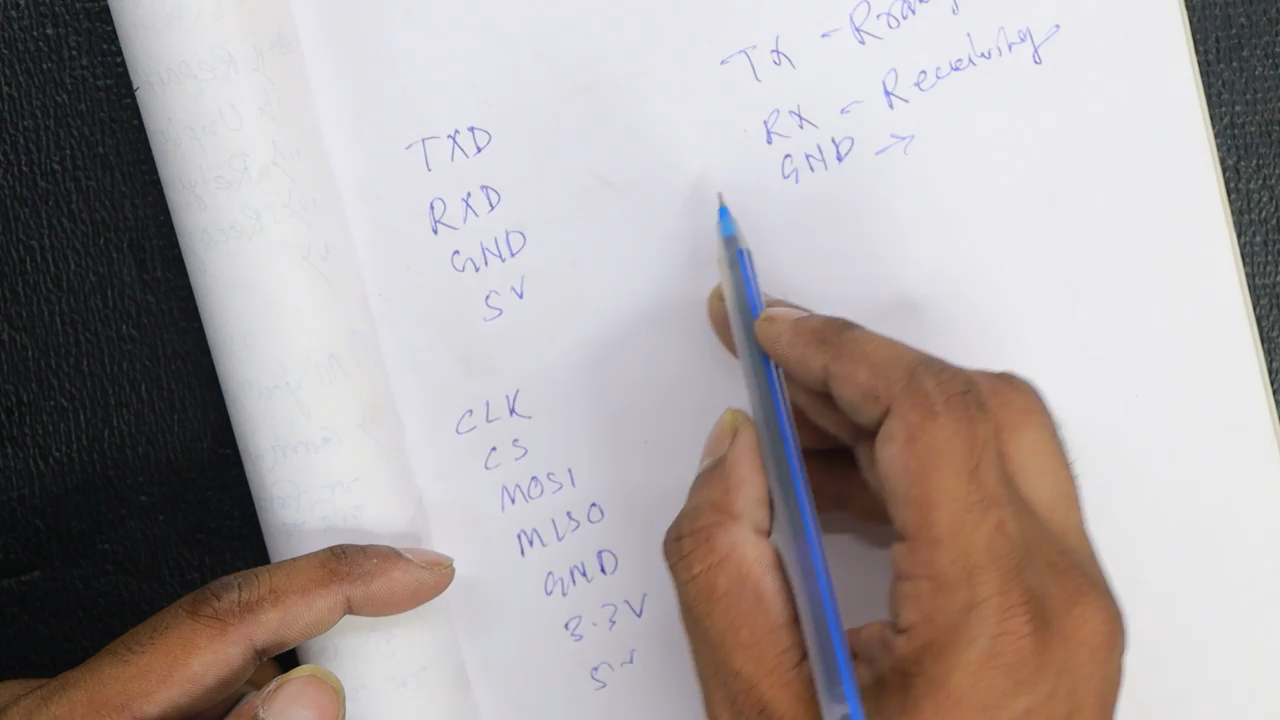 TXD
RXD
GND
5V
CLK
CS
MOSI
MISO
GND
3.3V
5V
TX -
RX - Receiving
GND →